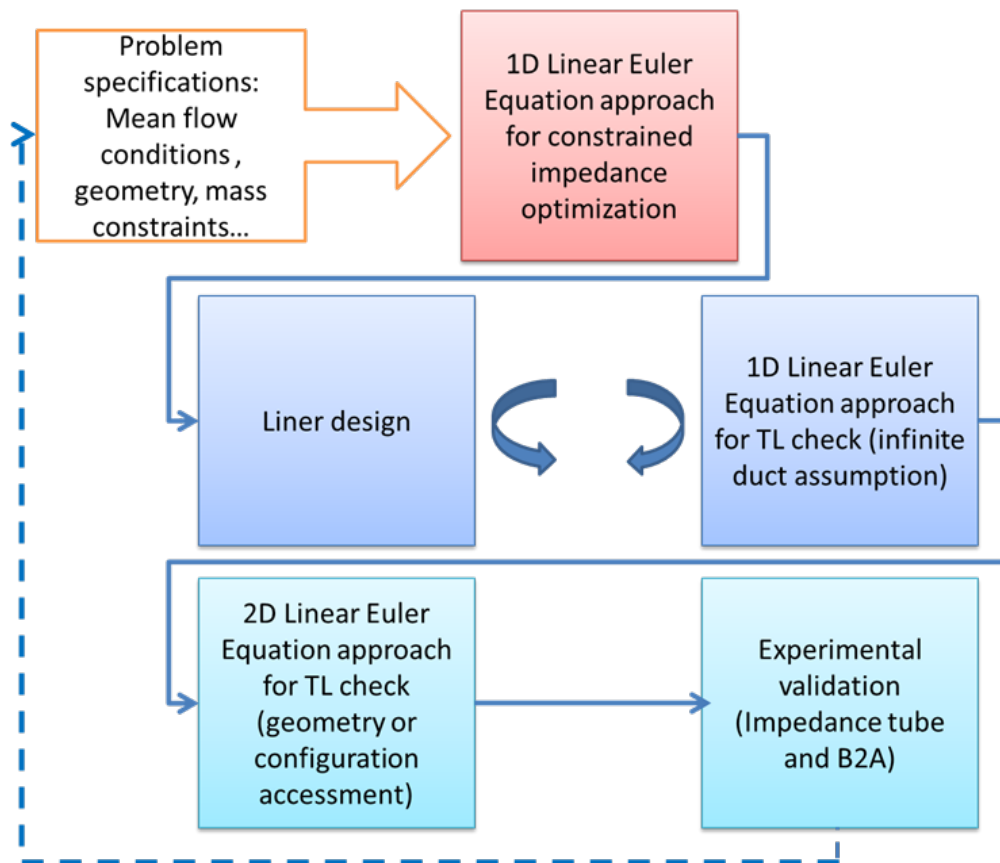 Problem
specifications:
Mean flow
conditions ,
geometry, mass
constraints...
1D Linear Euler
Equation approach
for constrained
impedance
optimization
Liner design
1D Linear Euler
Equation approach
for TL check (infinite
duct assumption)
2D Linear Euler
Equation approach
for TL check
(geometry or
configuration
accessment)
Experimental
validation
(Impedance tube
and B2A)